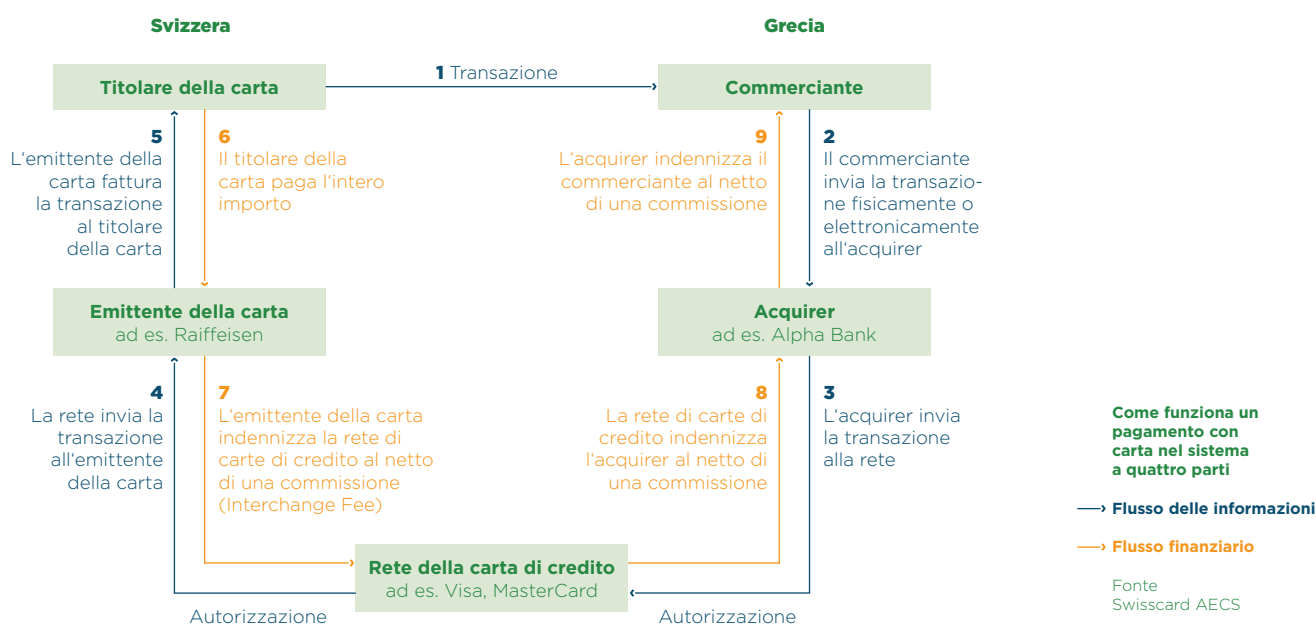 Svizzera
Grecia
Titolare della carta
1 Transazione
Commerciante
5
L‘emittente della
carta fattura
la transazione
al titolare
della carta
6
Il titolare della
carta paga l‘intero
importo
9
L‘acquirer indennizza il
commerciante al netto
di una commissione
2
Il commerciante
invia la transazio-
ne fisicamente o
elettronicamente
all‘acquirer
Emittente della carta
ad es. Raiffeisen
Acquirer
ad es. Alpha Bank
4
La rete invia la
transazione
all‘emittente
della carta
7
L‘emittente della carta
indennizza la rete di
carte di credito al netto
di una commissione
(Interchange Fee)
8
La rete di carte di
credito indennizza
l‘acquirer al netto di
una commissione
3
L‘acquirer invia
la transazione
alla rete
Rete della carta di credito
ad es. Visa, MasterCard
Autorizzazione
Autorizzazione
Come funziona un
pagamento con
carta nel sistema
a quattro parti
Flusso delle informazioni
Flusso finanziario
Fonte
Swisscard AECS